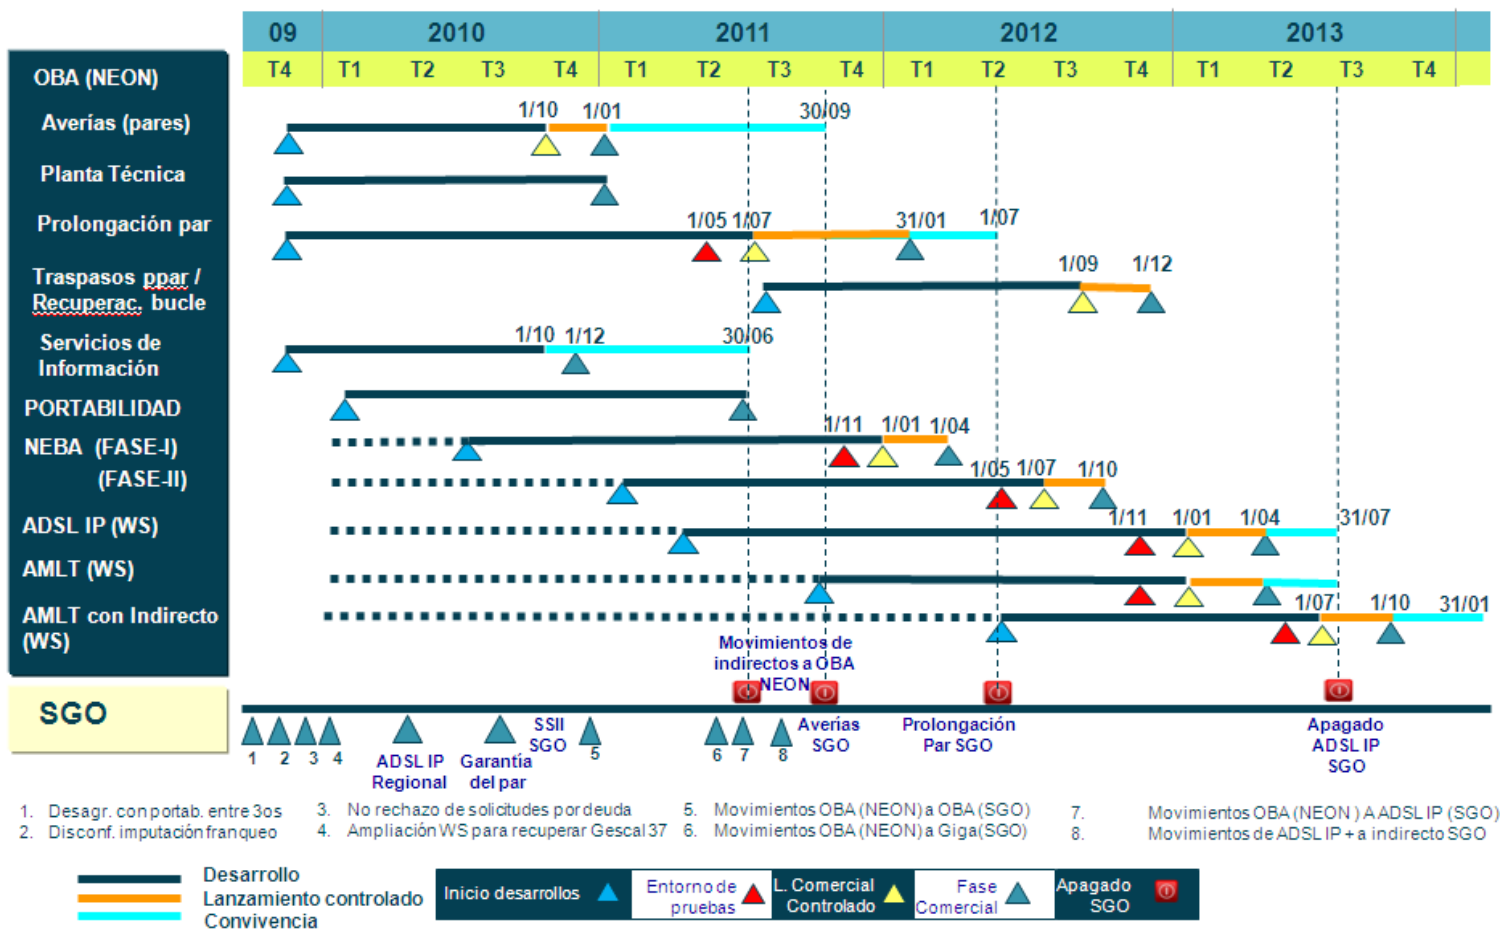 09 2010 2011 2012 2013
T4 T1 T2 T3 T4 T1 T2 T3 T4 T1 T2 T3 T4 T1 T2 T3 T4
OBA (NEON)
Averías (pares)
1/10 1/01 30/09
Planta Técnica
Prolongación par
1/05 1/07 31/01 1/07
Traspasos ppar /
Recuperac. bucle
1/09 1/12
Servicios de
Información
1/10 1/12 30/06
PORTABILIDAD
NEBA (FASE-I)
1/11 1/01 1/04
(FASE-II)
1/05 1/07 1/10
ADSL IP (WS)
1/11 1/01 1/04 31/07
AMLT (WS)
AMLT con Indirecto
(WS)
1/07 1/10 31/01
Movimientos de
indirectos a OBA
NEON
SGO
1 2 3 4
ADSL IP
Regional
Garantía
del par
SSII
SGO
5
6 7 8
Averías
SGO
Prolongación
Par SGO
Apagado
ADSL IP
SGO
1. Desagr. con portab. entre 3os
2. Disconf. imputación franqueo
3. No rechazo de solicitudes por deuda
4. Ampliación WS para recuperar Gescal 37
5. Movimientos OBA (NEON) a OBA (SGO)
6. Movimientos OBA (NEON) a Giga (SGO)
7. Movimientos OBA (NEON ) A ADSL IP (SGO)
8. Movimientos de ADSL IP + a indirecto SGO
Desarrollo
Lanzamiento controlado
Convivencia
Inicio desarrollos
Entorno de
pruebas
L. Comercial
Controlado
Fase
Comercial
Apagado
SGO